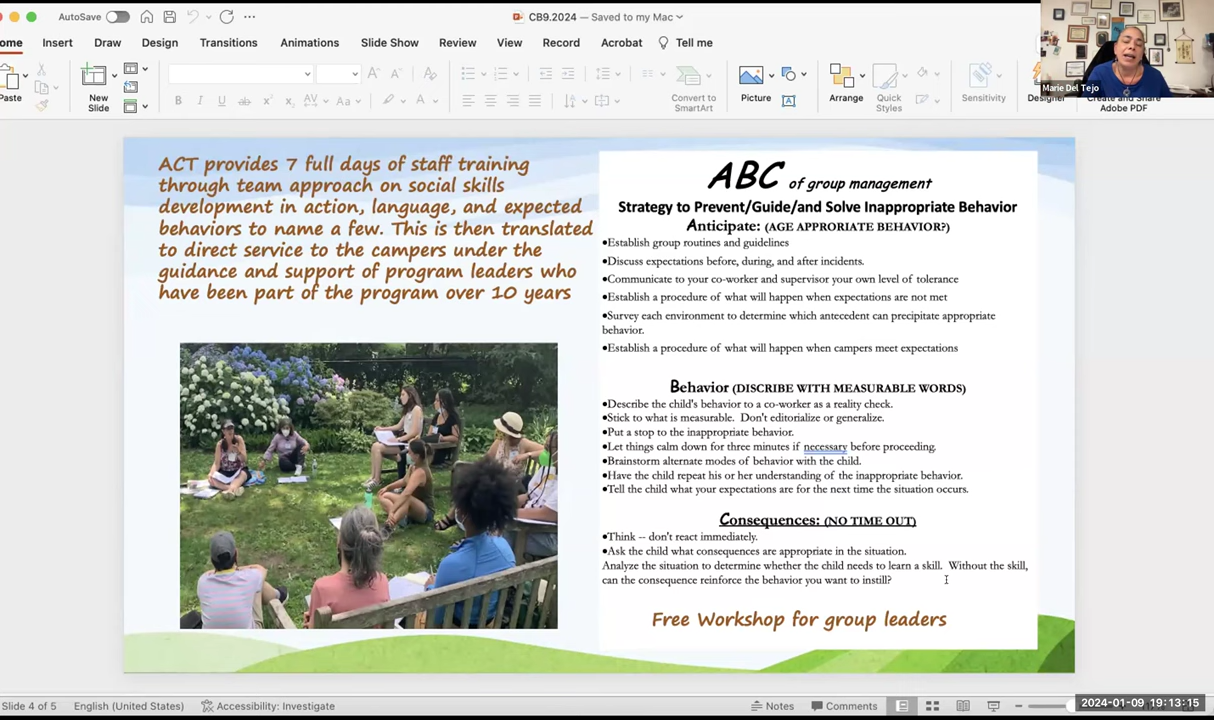 AutoSave
CB9.2024 — Saved to my Mac
Home Insert Draw Design Transitions Animations Slide Show Review View Record Acrobat Tell me
Paste
New
Slide
Convert to
SmartArt
Picture
Arrange
Quick
Styles
Sensitivity
Designer
Create and Share
Adobe PDF
Marie Del Tejo
ACT provides 7 full days of staff training
through team approach on social skills
development in action, language, and expected
behaviors to name a few. This is then translated
to direct service to the campers under the
guidance and support of program leaders who
have been part of the program over 10 years
ABC of group management
Strategy to Prevent/Guide/and Solve Inappropriate Behavior
Anticipate: (AGE APPRORIATE BEHAVIOR?)
•Establish group routines and guidelines
•Discuss expectations before, during, and after incidents.
•Communicate to your co-worker and supervisor your own level of tolerance
•Establish a procedure of what will happen when expectations are not met
•Survey each environment to determine which antecedent can precipitate appropriate
behavior.
•Establish a procedure of what will happen when campers meet expectations
Behavior (DISCRIBE WITH MEASURABLE WORDS)
•Describe the child's behavior to a co-worker as a reality check.
•Stick to what is measurable. Don't editorialize or generalize.
•Put a stop to the inappropriate behavior.
•Let things calm down for three minutes if necessary before proceeding.
•Brainstorm alternate modes of behavior with the child.
•Have the child repeat his or her understanding of the inappropriate behavior.
•Tell the child what your expectations are for the next time the situation occurs.
Consequences: (NO TIME OUT)
•Think -- don't react immediately.
•Ask the child what consequences are appropriate in the situation.
Analyze the situation to determine whether the child needs to learn a skill. Without the skill,
can the consequence reinforce the behavior you want to instill?
Free Workshop for group leaders
Slide 4 of 5 English (United States) Accessibility: Investigate Notes Comments
2024-01-09 19:13:15